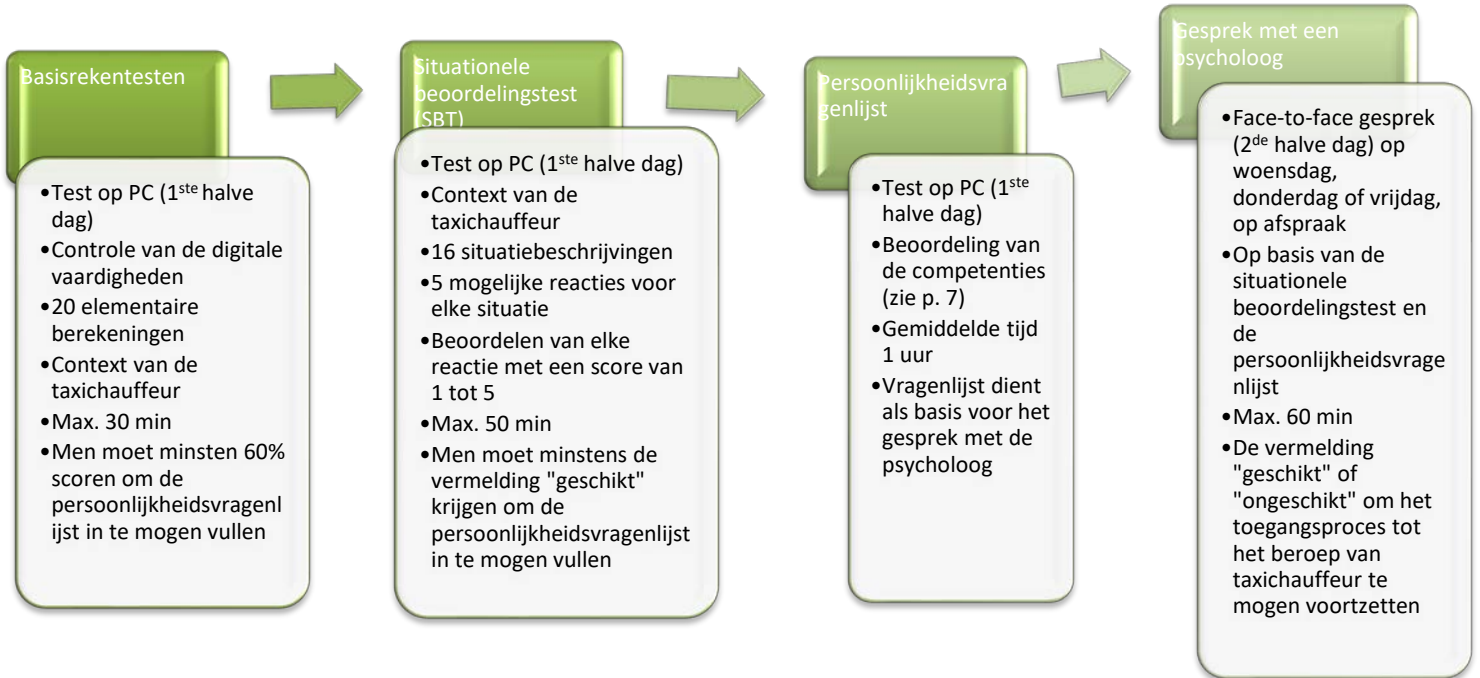 Basisrekentesten
•Test op PC (1ste halve
dag)
•Controle van de digitale
vaardigheden
•20 elementaire
berekeningen
•Context van de
taxichauffeur
•Max. 30 min
•Men moet minsten 60%
scoren om de
persoonlijkheidsvragenl
ijst in te mogen vullen
Situationele
beoordelingstest
(SBT)
•Test op PC (1ste halve dag)
•Context van de
taxichauffeur
•16 situatiebeschrijvingen
•5 mogelijke reacties voor
elke situatie
•Beoordelen van elke
reactie met een score van
1 tot 5
•Max. 50 min
•Men moet minstens de
vermelding "geschikt"
krijgen om de
persoonlijkheidsvragenlijst
in te mogen vullen
Persoonlijkheidsvra
genlijst
•Test op PC (1ste
halve dag)
•Beoordeling van
de competenties
(zie p. 7)
•Gemiddelde tijd
1 uur
•Vragenlijst dient
als basis voor het
gesprek met de
psycholoog
Gesprek met een
psycholoog
•Face-to-face gesprek
(2de halve dag) op
woensdag,
donderdag of vrijdag,
op afspraak
•Op basis van de
situationele
beoordelingstest en
de
persoonlijkheidsvrage
nlijst
•Max. 60 min
•De vermelding
"geschikt" of
"ongeschikt" om het
toegangsproces tot
het beroep van
taxichauffeur te
mogen voortzetten